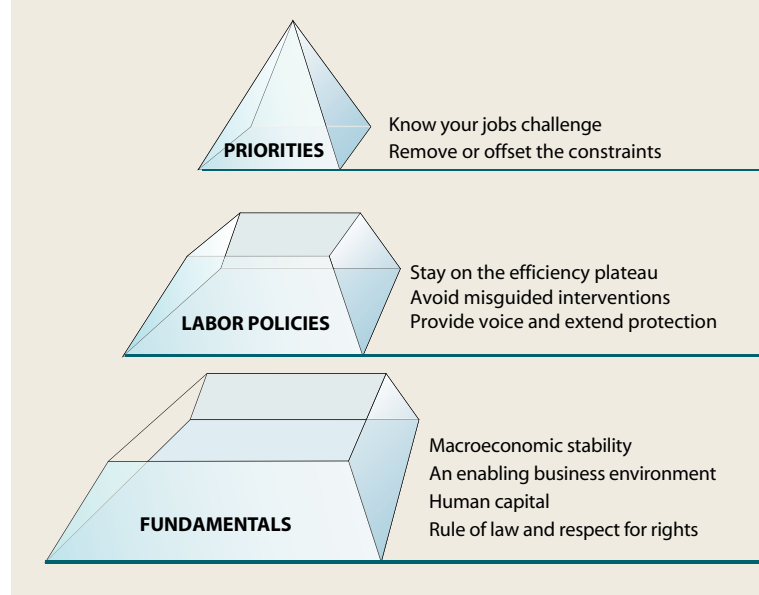 PRIORITIES
Know your jobs challenge
Remove or offset the constraints
LABOR POLICIES
Stay on the efficiency plateau
Avoid misguided interventions
Provide voice and extend protection
FUNDAMENTALS
Macroeconomic stability
An enabling business environment
Human capital
Rule of law and respect for rights